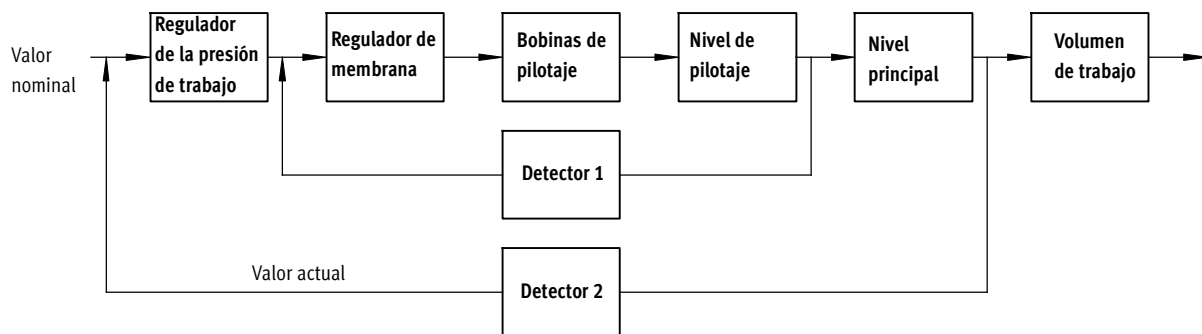 Valor
nominal
Regulador
de la presión
de trabajo
Regulador de
membrana
Bobinas de
pilotaje
Nivel de
pilotaje
Nivel
principal
Volumen
de trabajo
Detector 1
Valor actual
Detector 2